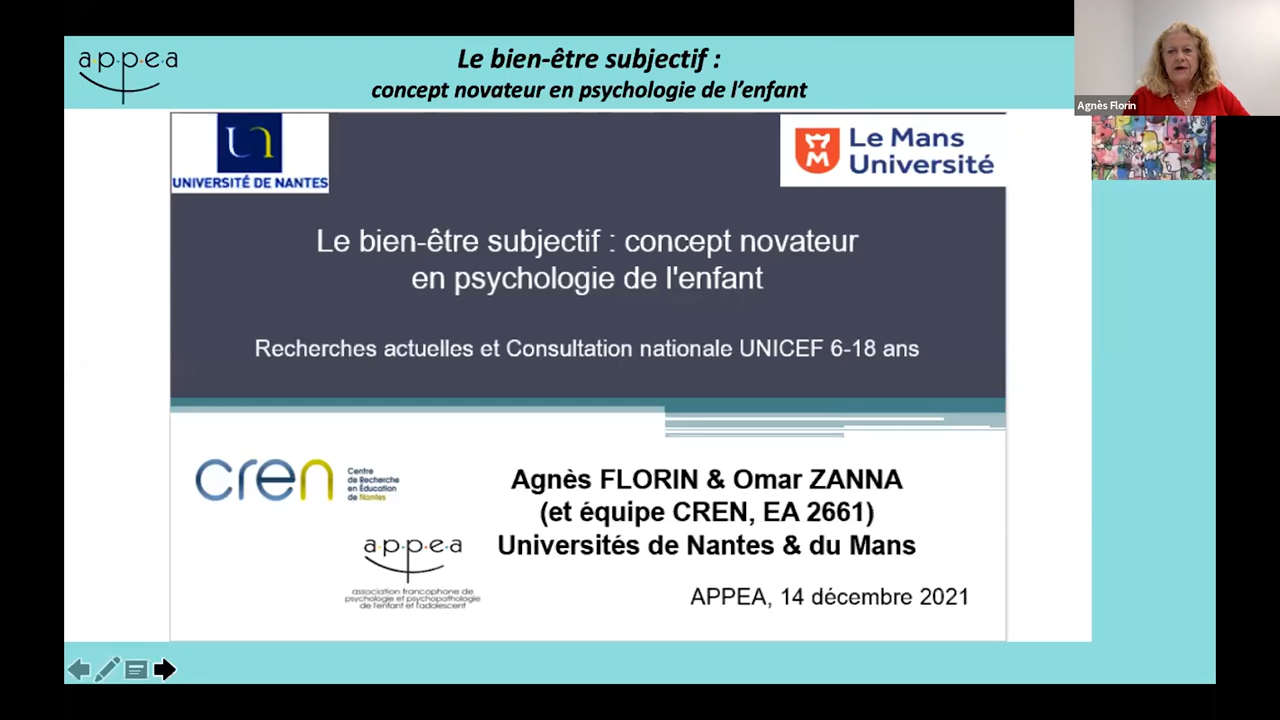 a·p·p·e·a
Le bien-être subjectif :
concept novateur en psychologie de l’enfant
Agnès Florin
UNIVERSITÉ DE NANTES
Le Mans
Université
Le bien-être subjectif : concept novateur
en psychologie de l'enfant
Recherches actuelles et Consultation nationale UNICEF 6-18 ans
cren
Centre
de Recherche
en Éducation
de Nantes
Agnès FLORIN & Omar ZANNA
(et équipe CREN, EA 2661)
Universités de Nantes & du Mans
a·p·p·e·a
association francophone de
psychologie et psychopathologie
de l'enfant et l'adolescent
APPEA, 14 décembre 2021